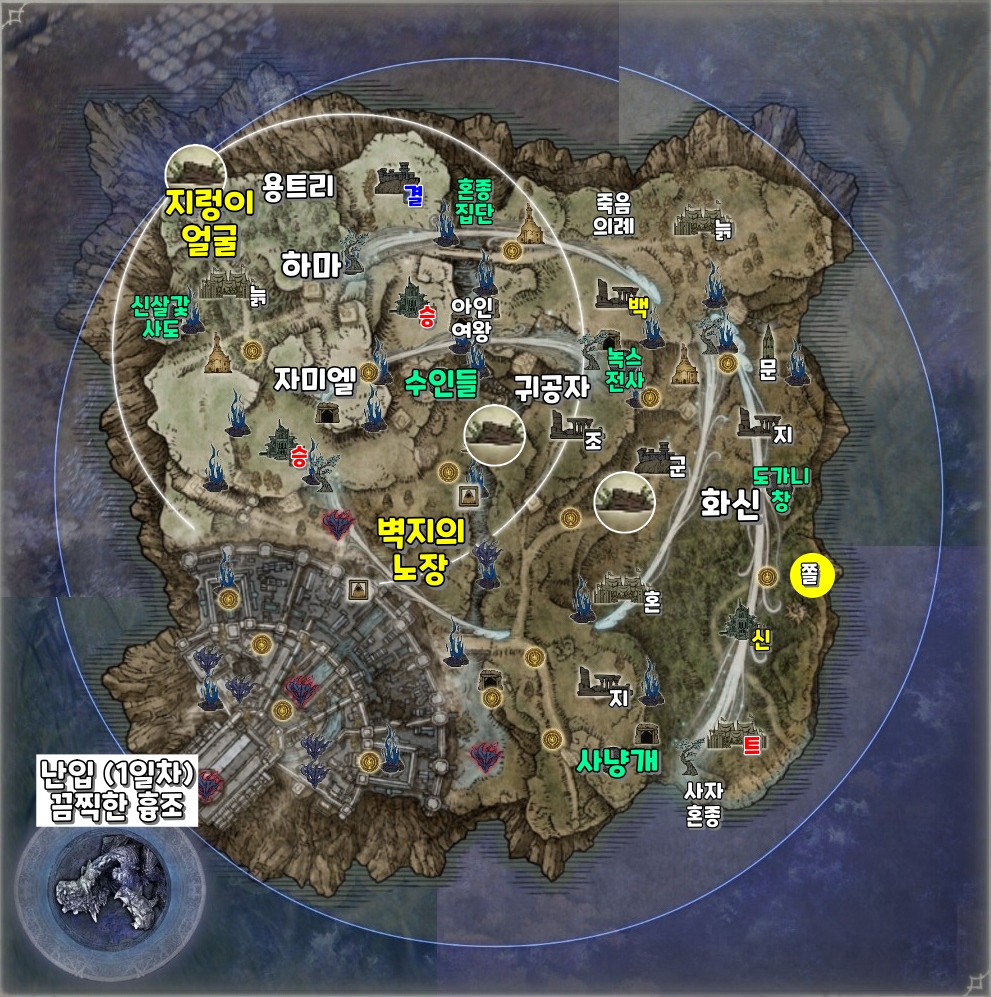 용트리
결
혼종
집단
죽음
의례
지렁이
얼굴
늙
하마
늙
신살갗
사도
승
아인
여왕
백
녹스
전사
문
자미엘
수인들
귀공자
조
지
승
군
도가니
창
화신
벽지의
노장
쫄
혼
신
지
트
사냥개
사자
혼종
난입 (1일차)
끔찍한 흉조